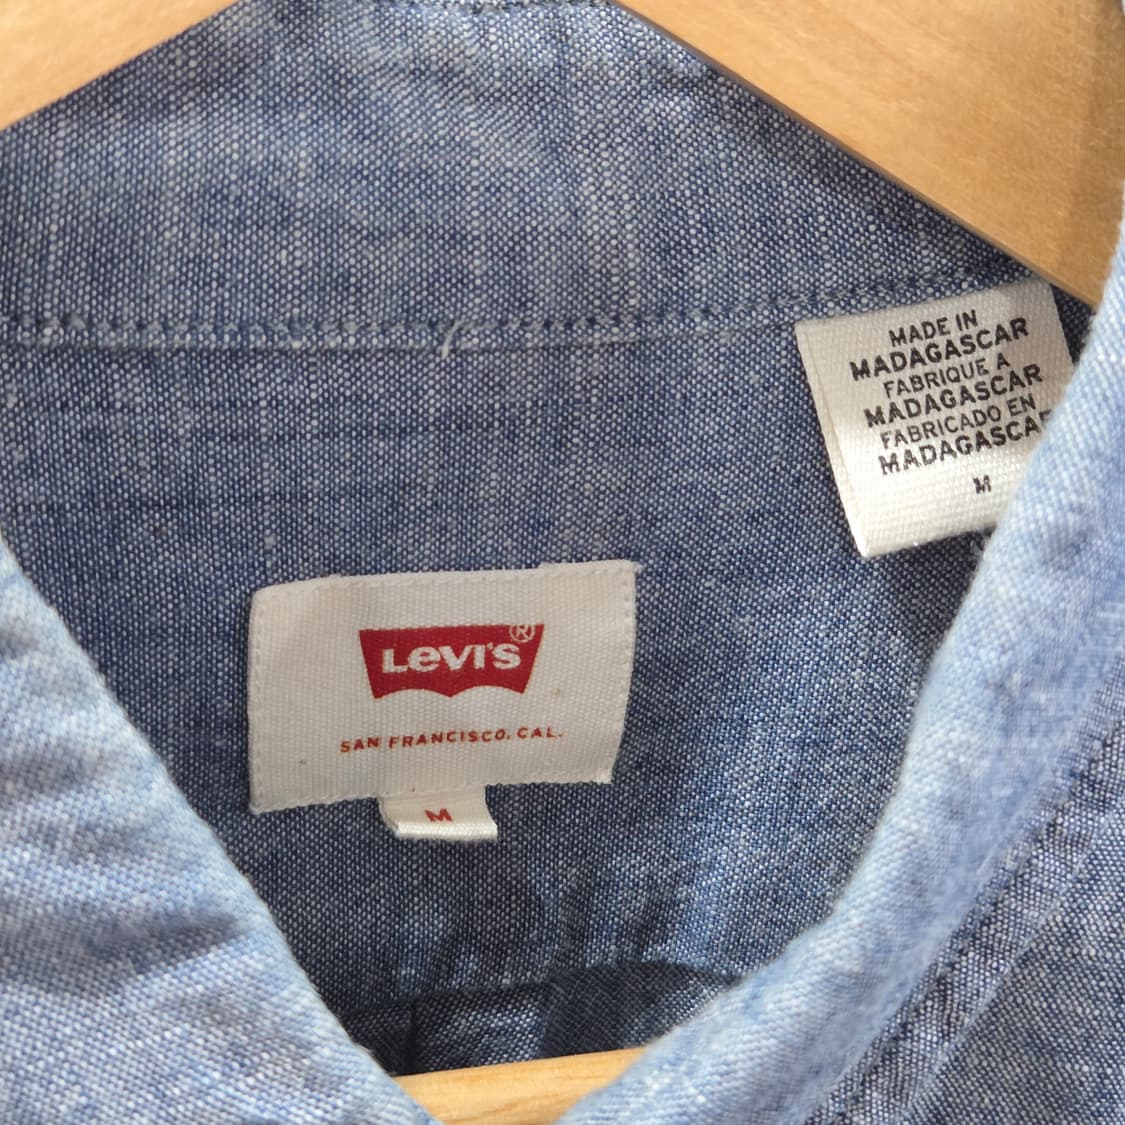 MADE IN
MADAGASCAR
FABRIQUE A
MADAGASCAR
FABRICADO EN
MADAGASCAR
M
Levi's®
SAN FRANCISCO, CAL.
M